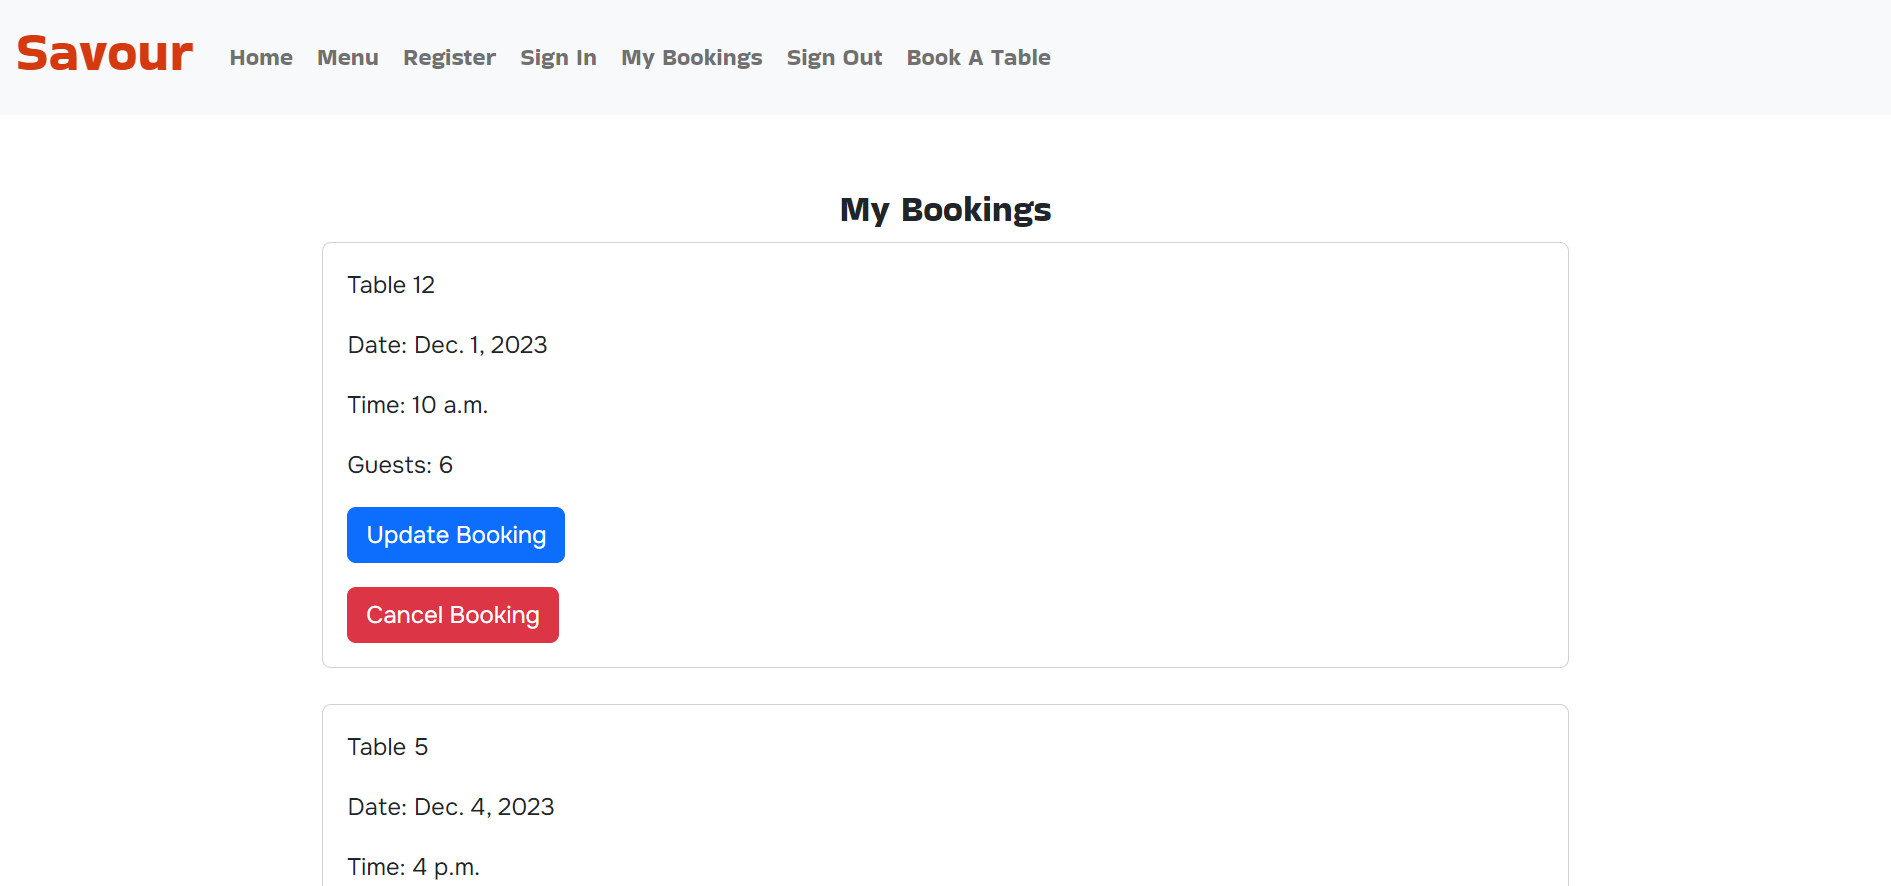 Savour Home Menu Register Sign In My Bookings Sign Out Book A Table
My Bookings
Table 12
Date: Dec. 1, 2023
Time: 10 a.m.
Guests: 6
Update Booking
Cancel Booking
Table 5
Date: Dec. 4, 2023
Time: 4 p.m.